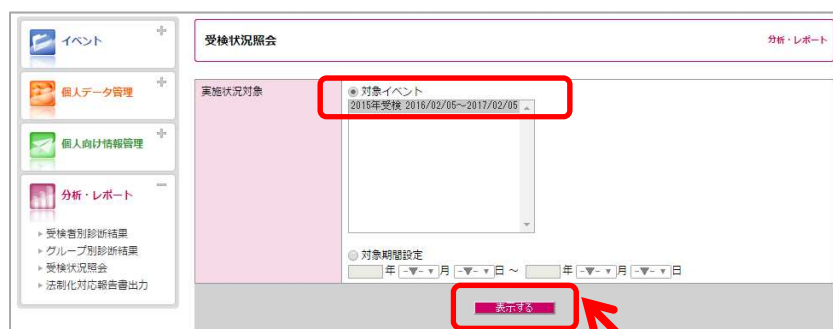 イベント
個人データ管理
個人向け情報管理
分析・レポート
受検者別診断結果
グループ別診断結果
受検状況照会
法制化対応報告書出力
受検状況照会
分析・レポート
実施状況対象
対象イベント
2015年受検 2016/02/05～2017/02/05
対象期間設定
年 -▼- 月 -▼- 日 ～ 年 -▼- 月 -▼- 日
表示する